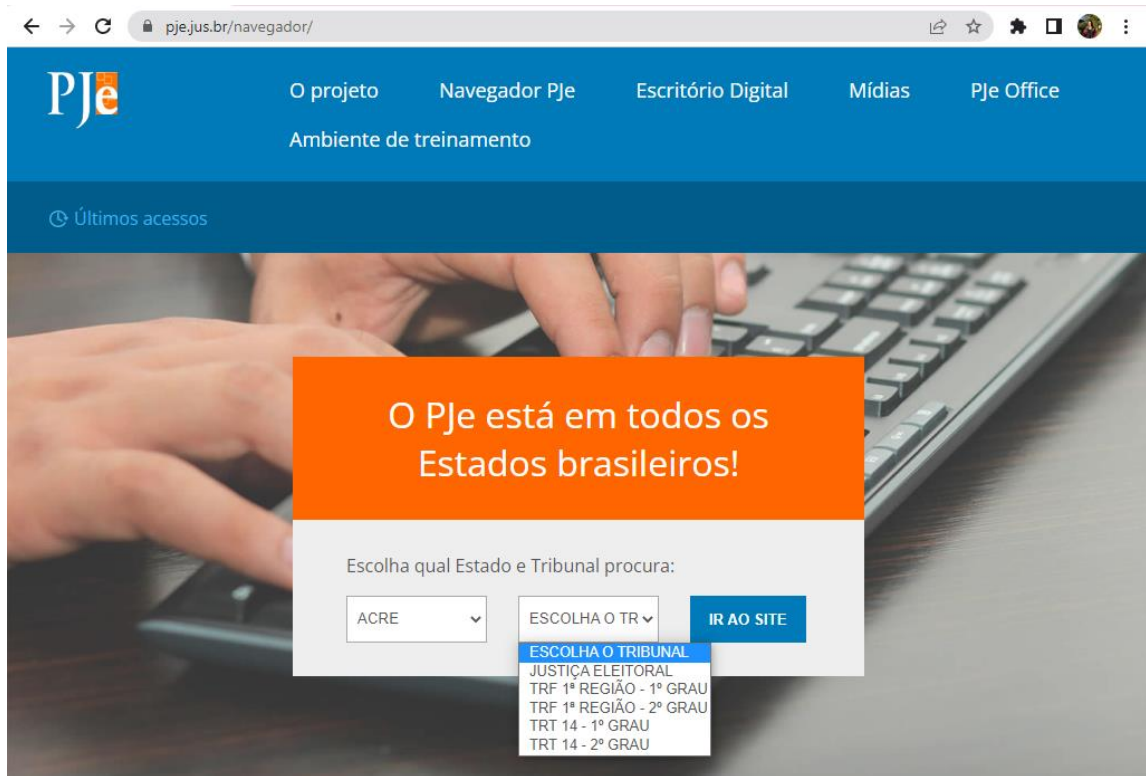 pje.jus.br/navegador/
PJe
O projeto Navegador PJe Escritório Digital Mídias PJe Office
Ambiente de treinamento
Últimos acessos
O PJe está em todos os
Estados brasileiros!
Escolha qual Estado e Tribunal procura:
ACRE ESCOLHA O TR IR AO SITE
ESCOLHA O TRIBUNAL
JUSTIÇA ELEITORAL
TRF 1ª REGIÃO - 1º GRAU
TRF 1ª REGIÃO - 2º GRAU
TRT 14 - 1º GRAU
TRT 14 - 2º GRAU